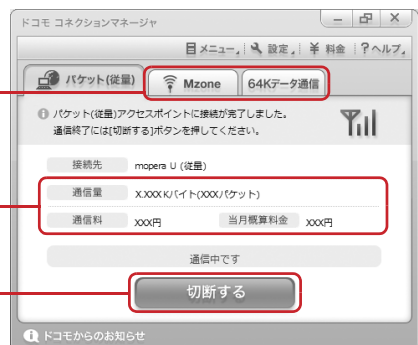 ドコモ コネクションマネージャ
メニュー 設定 ¥ 料金 ?ヘルプ
パケット(従量) Mzone 64Kデータ通信
パケット(従量)アクセスポイントに接続が完了しました。
通信終了には[切断する]ボタンを押してください。
接続先 mopera U (従量)
通信量 X.XXX Kバイト(XXXパケット)
通信料 XXX円 当月概算料金 XXX円
通信中です
切断する
ドコモからのお知らせ